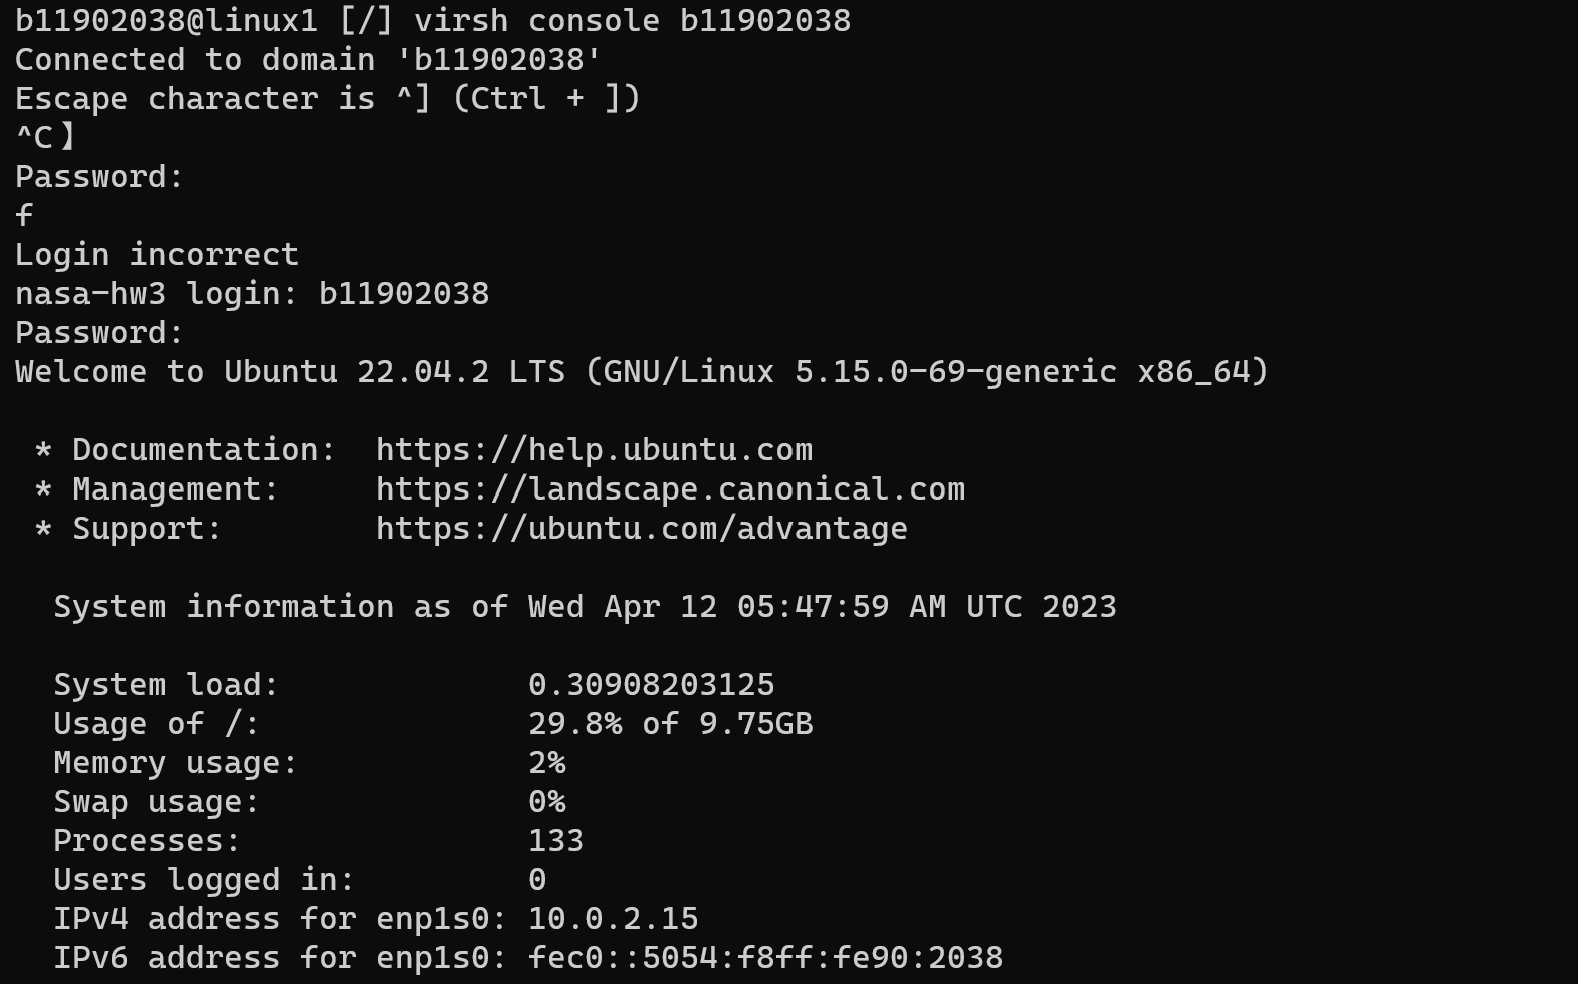 b11902038@linux1 [/] virsh console b11902038
Connected to domain 'b11902038'
Escape character is ^] (Ctrl + ])
^C】
Password:
f
Login incorrect
nasa-hw3 login: b11902038
Password:
Welcome to Ubuntu 22.04.2 LTS (GNU/Linux 5.15.0-69-generic x86_64)
* Documentation:  https://help.ubuntu.com
* Management:     https://landscape.canonical.com
* Support:        https://ubuntu.com/advantage
System information as of Wed Apr 12 05:47:59 AM UTC 2023
System load:             0.30908203125
Usage of /:              29.8% of 9.75GB
Memory usage:            2%
Swap usage:              0%
Processes:               133
Users logged in:         0
IPv4 address for enp1s0: 10.0.2.15
IPv6 address for enp1s0: fec0::5054:f8ff:fe90:2038